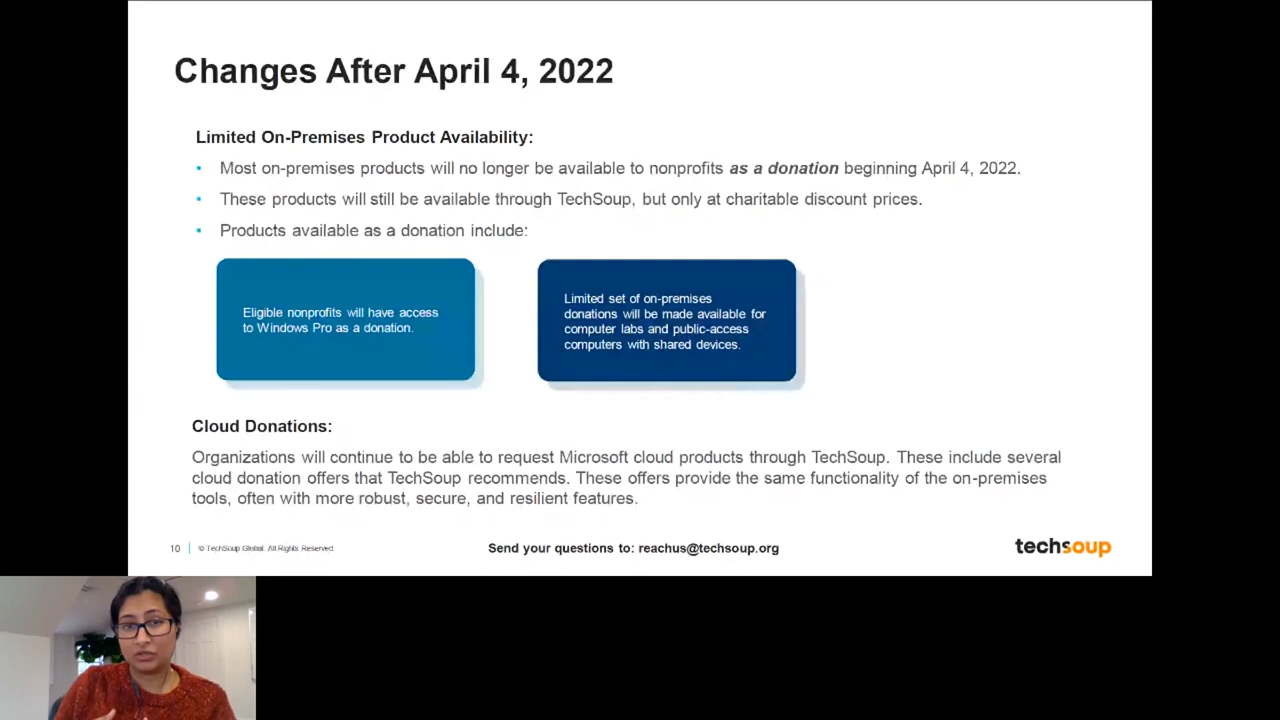 Changes After April 4, 2022
Limited On-Premises Product Availability:
• Most on-premises products will no longer be available to nonprofits as a donation beginning April 4, 2022.
• These products will still be available through TechSoup, but only at charitable discount prices.
• Products available as a donation include:
Eligible nonprofits will have access
to Windows Pro as a donation.
Limited set of on-premises
donations will be made available for
computer labs and public-access
computers with shared devices.
Cloud Donations:
Organizations will continue to be able to request Microsoft cloud products through TechSoup. These include several
cloud donation offers that TechSoup recommends. These offers provide the same functionality of the on-premises
tools, often with more robust, secure, and resilient features.
10 © TechSoup Global. All Rights Reserved.
Send your questions to: reachus@techsoup.org
techsoup